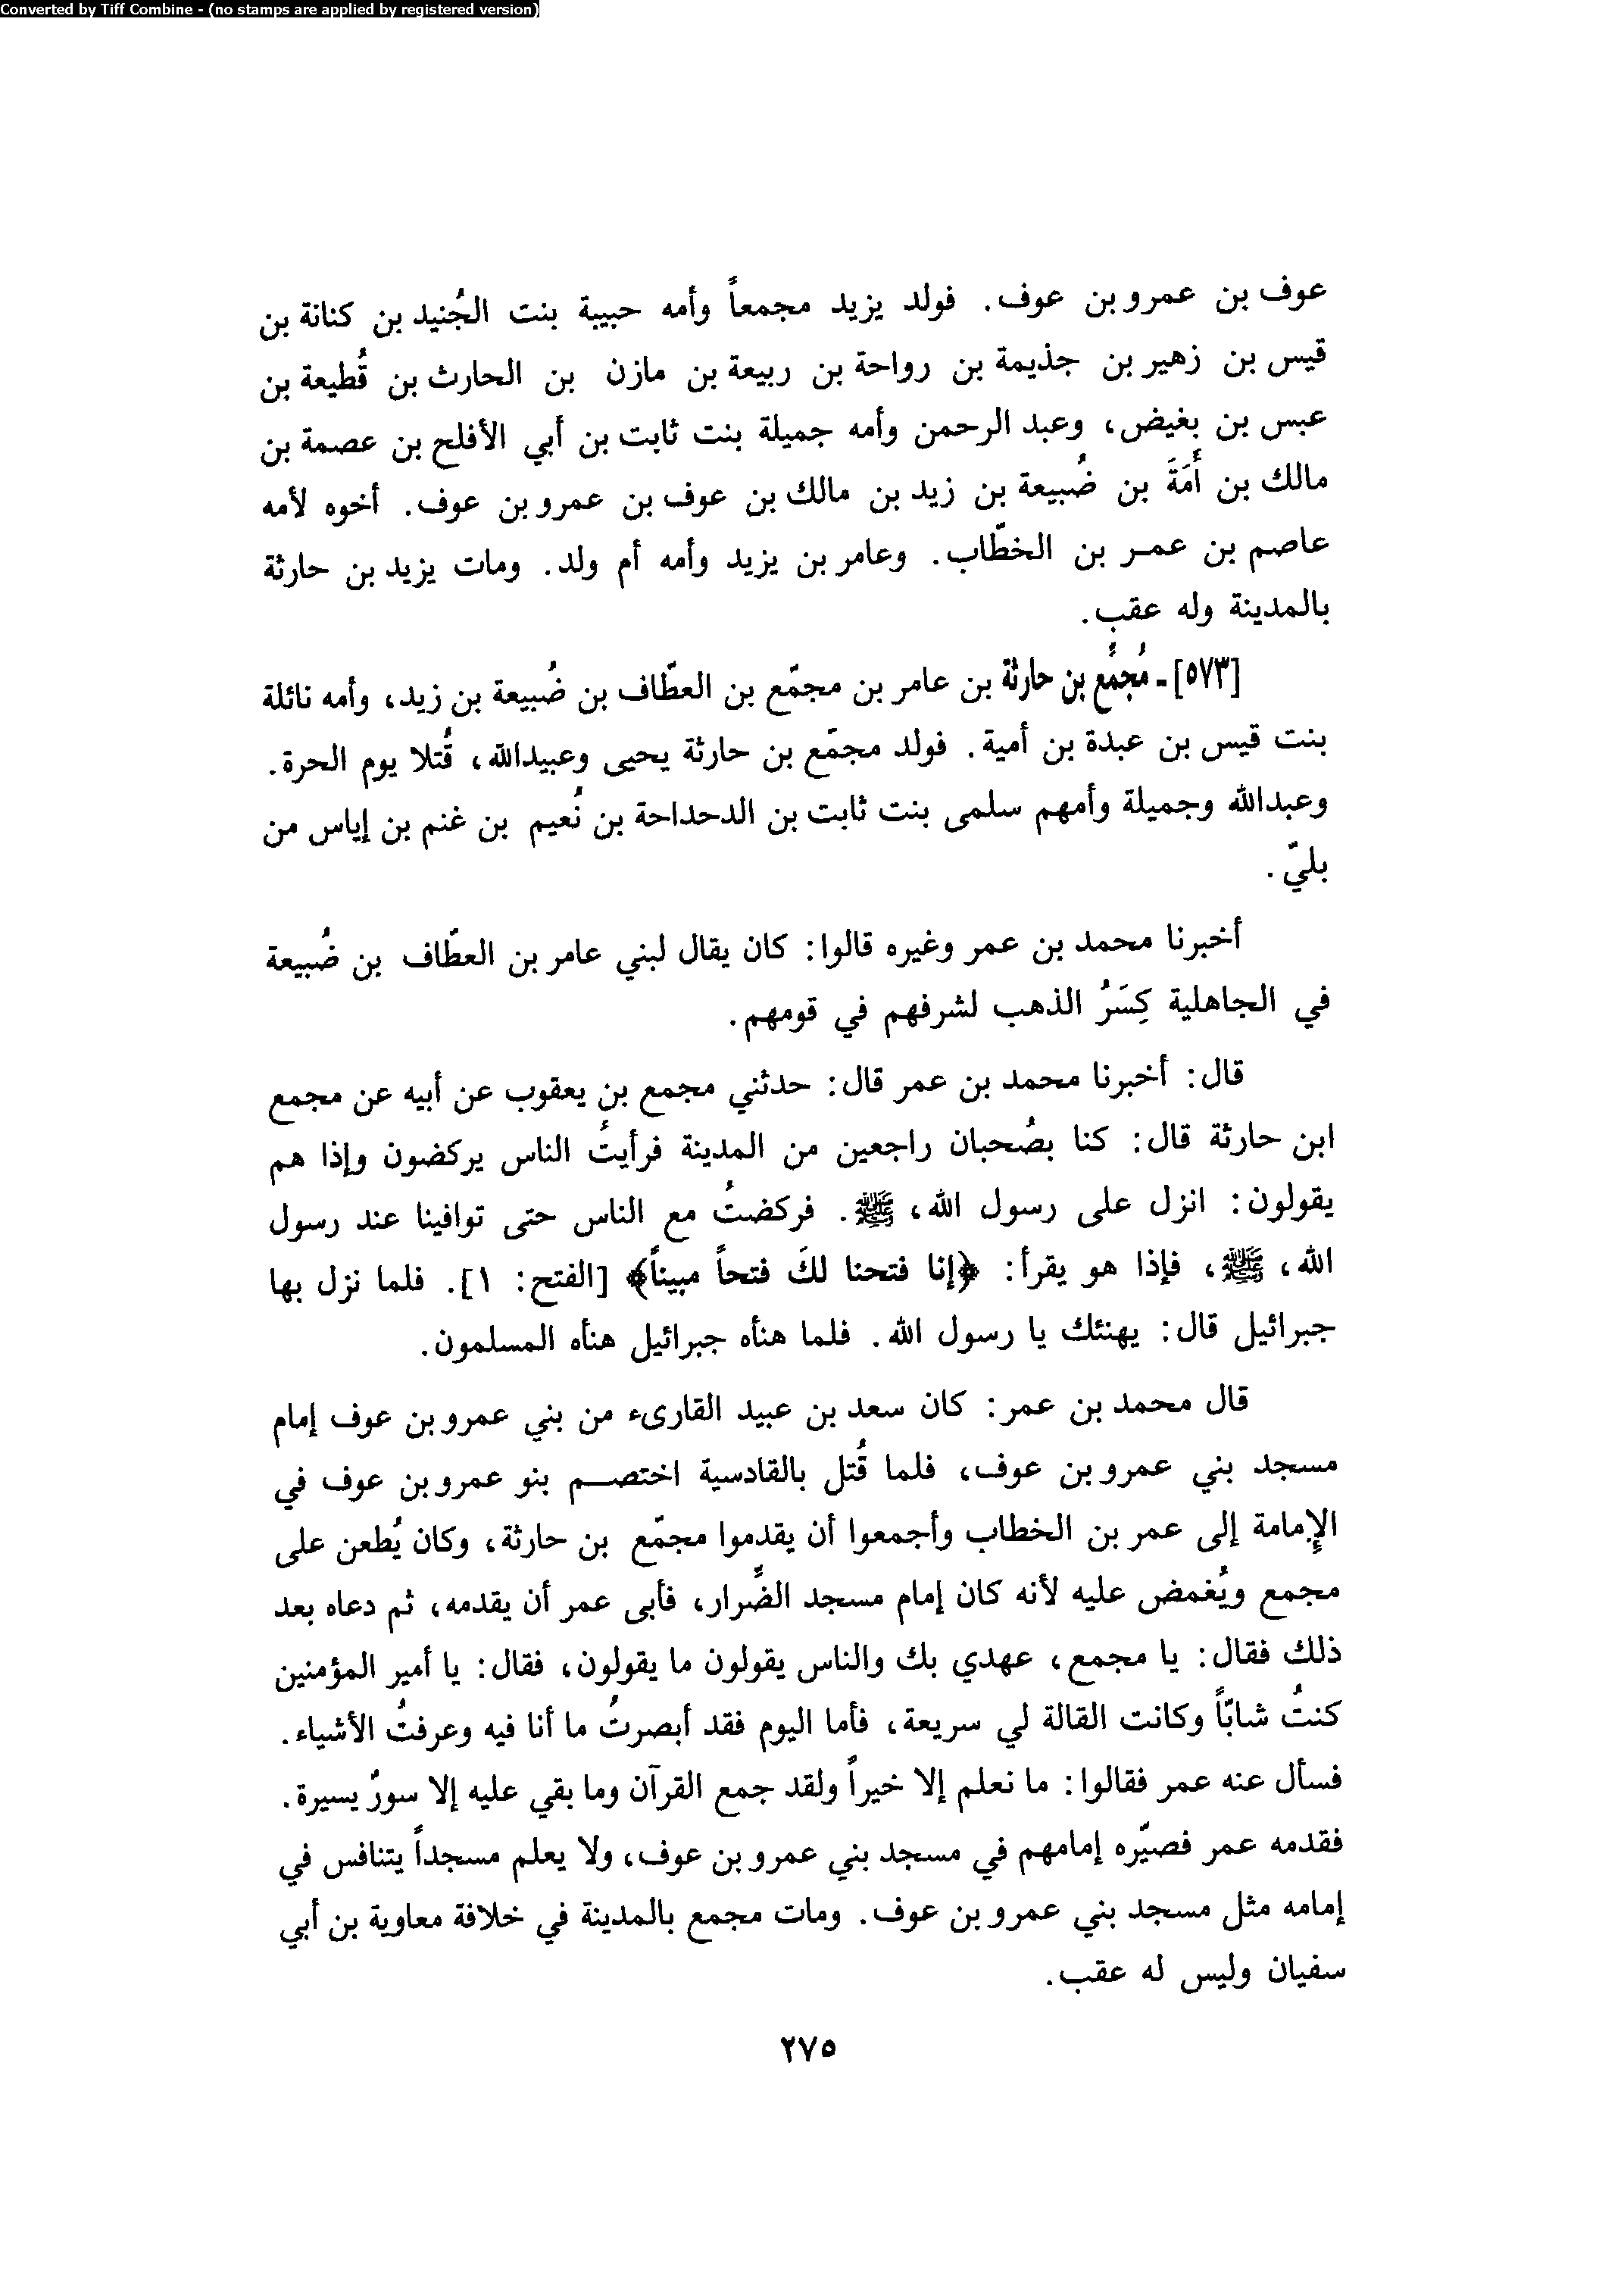 Converted by Tiff Combine - (no stamps are applied by registered version)
عوف بن عمرو بن عوف. فولد يزيد مجمعاً وأمه حبيبة بنت الجُنيد بن كنانة بن
قيس بن زهير بن جذيمة بن رواحة بن ربيعة بن مازن بن الحارث بن قُطيعة بن
عبس بن بغيض، وعبد الرحمن وأمه جميلة بنت ثابت بن أبي الأفلح بن عصمة بن
مالك بن أَمَةَ بن ضُبيعة بن زيد بن مالك بن عوف بن عمرو بن عوف. أخوه لأمه
عاصم بن عمر بن الخطّاب. وعامر بن يزيد وأمه أم ولد. ومات يزيد بن حارثة
بالمدينة وله عقب.
[٥٧٣] - مُجمِّع بن حارثة بن عامر بن مجمّع بن العطّاف بن ضُبيعة بن زيد، وأمه نائلة
بنت قيس بن عبدة بن أمية. فولد مجمّع بن حارثة يحيى وعبيدالله، قُتلا يوم الحرة.
وعبدالله وجميلة وأمهم سلمى بنت ثابت بن الدحداحة بن نُعيم بن غنم بن إياس من
بليّ.
أخبرنا محمد بن عمر وغيره قالوا: كان يقال لبني عامر بن العطّاف بن ضُبيعة
في الجاهلية كِسَرُ الذهب لشرفهم في قومهم.
قال: أخبرنا محمد بن عمر قال: حدثني مجمع بن يعقوب عن أبيه عن مجمع
ابن حارثة قال: كنا بصُحبان راجعين من المدينة فرأيتُ الناس يركضون وإذا هم
يقولون: انزل على رسول الله، ﷺ. فركضتُ مع الناس حتى توافينا عند رسول
الله، ﷺ، فإذا هو يقرأ: ﴿إنا فتحنا لكَ فتحاً مبيناً﴾ [الفتح: ١]. فلما نزل بها
جبرائيل قال: يهنئك يا رسول الله. فلما هنأه جبرائيل هنأه المسلمون.
قال محمد بن عمر: كان سعد بن عبيد القارىء من بني عمرو بن عوف إمام
مسجد بني عمرو بن عوف، فلما قُتل بالقادسية اختصم بنو عمرو بن عوف في
الإمامة إلى عمر بن الخطاب وأجمعوا أن يقدموا مجمّع بن حارثة، وكان يُطعن على
مجمع ويُغمض عليه لأنه كان إمام مسجد الضِّرار، فأبى عمر أن يقدمه، ثم دعاه بعد
ذلك فقال: يا مجمع، عهدي بك والناس يقولون ما يقولون، فقال: يا أمير المؤمنين
كنتُ شابّاً وكانت القالة لي سريعة، فأما اليوم فقد أبصرتُ ما أنا فيه وعرفتُ الأشياء.
فسأل عنه عمر فقالوا: ما نعلم إلا خيراً ولقد جمع القرآن وما بقي عليه إلا سورٌ يسيرة.
فقدمه عمر فصيّره إمامهم في مسجد بني عمرو بن عوف، ولا يعلم مسجداً يتنافس في
إمامه مثل مسجد بني عمرو بن عوف. ومات مجمع بالمدينة في خلافة معاوية بن أبي
سفيان وليس له عقب.
٢٧٥